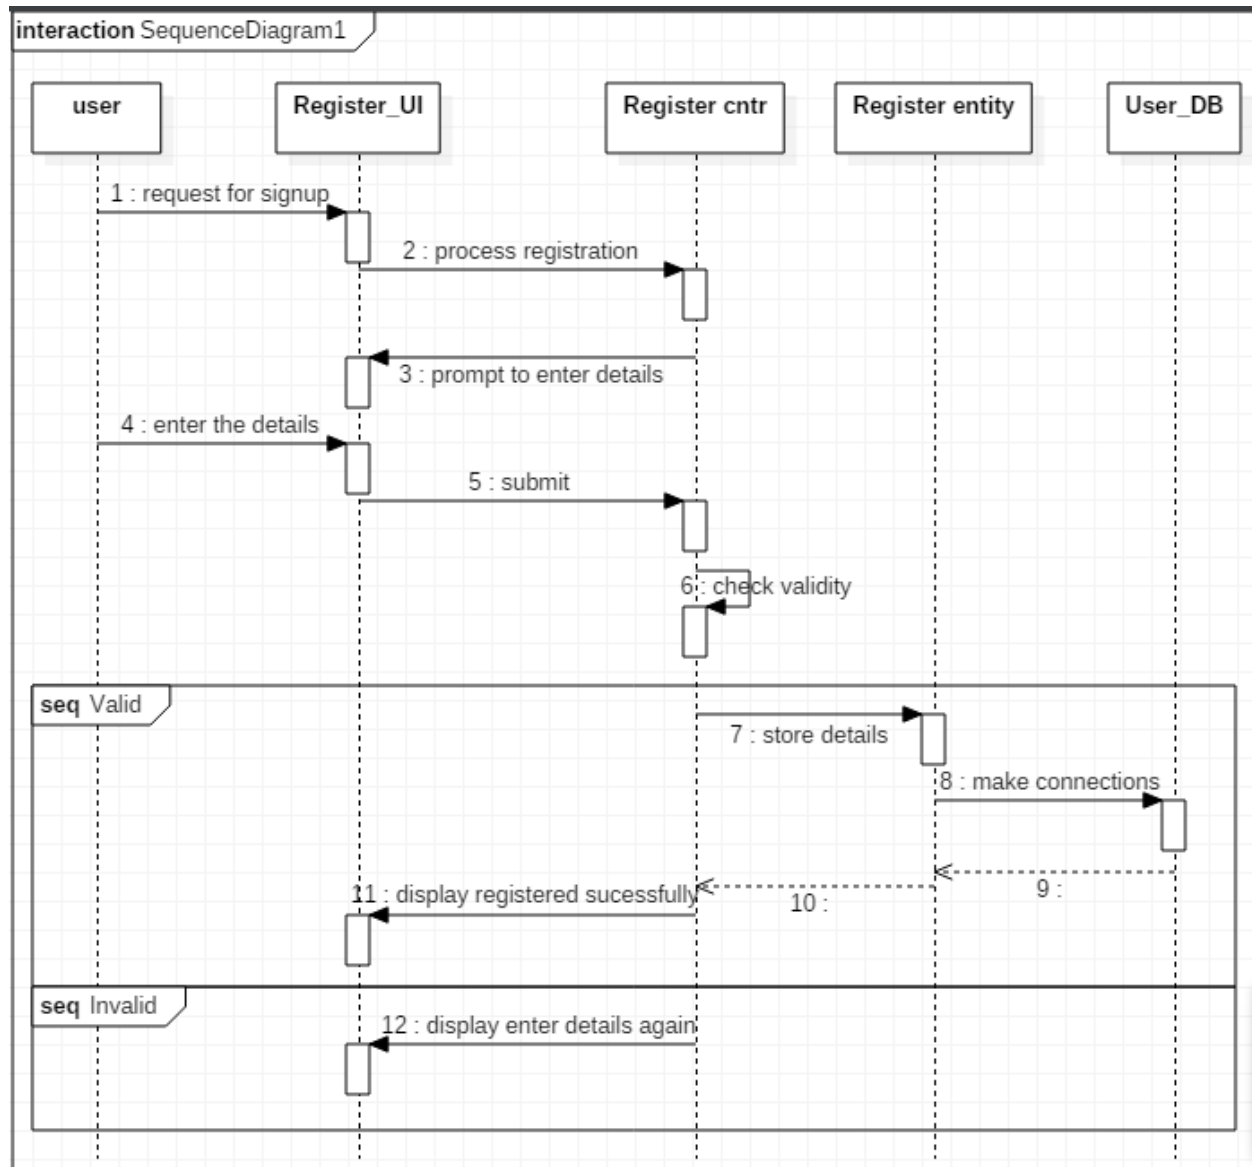 interaction SequenceDiagram1
user
Register_UI
Register cntr
Register entity
User_DB
1 : request for signup
2 : process registration
3 : prompt to enter details
4 : enter the details
5 : submit
6 : check validity
seq Valid
7 : store details
8 : make connections
9 :
10 :
11 : display registered sucessfully
seq Invalid
12 : display enter details again